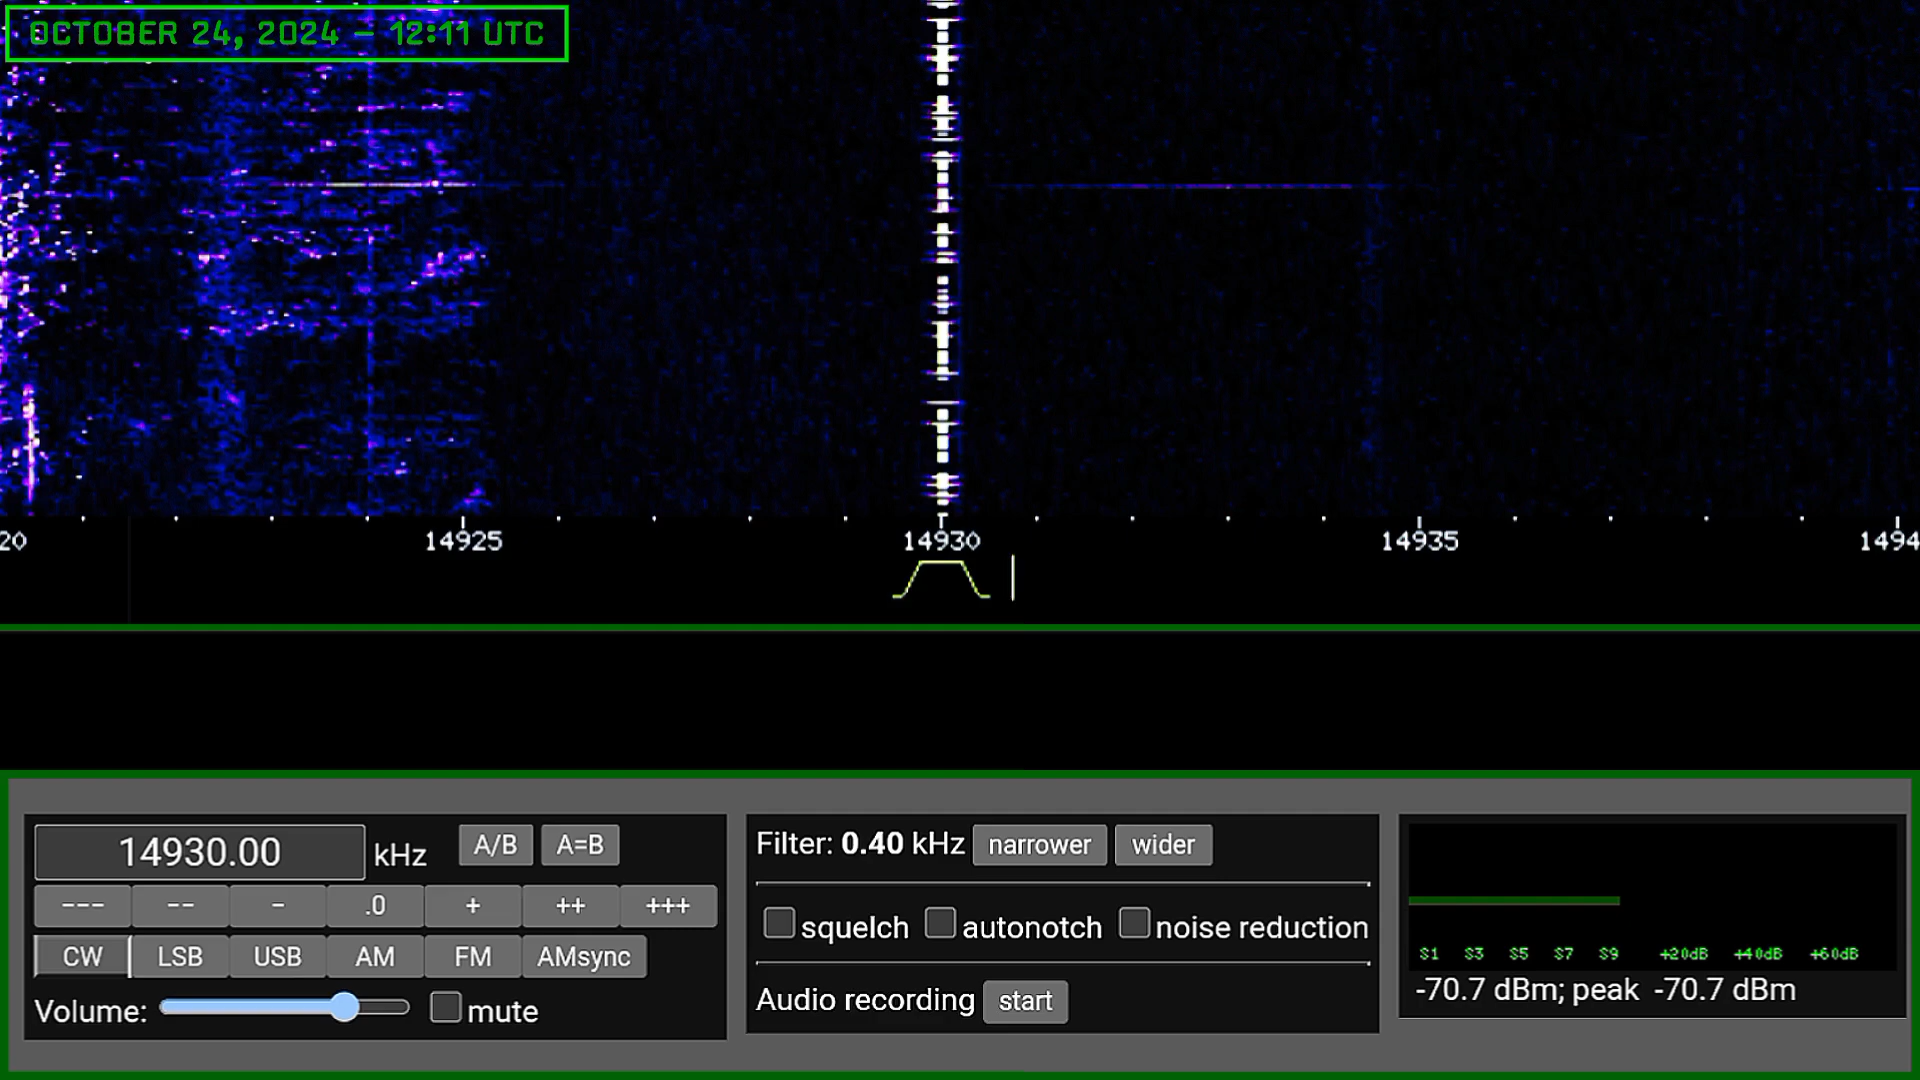 OCTOBER 24, 2024 – 12:11 UTC
20 14925 14930 14935 1494
14930.00 kHz A/B A=B
--- -- - .0 + ++ +++
CW LSB USB AM FM AMsync
Volume: mute
Filter: 0.40 kHz narrower wider
squelch autonotch noise reduction
Audio recording start
S1 S3 S5 S7 S9 +20dB +40dB +60dB
-70.7 dBm; peak -70.7 dBm